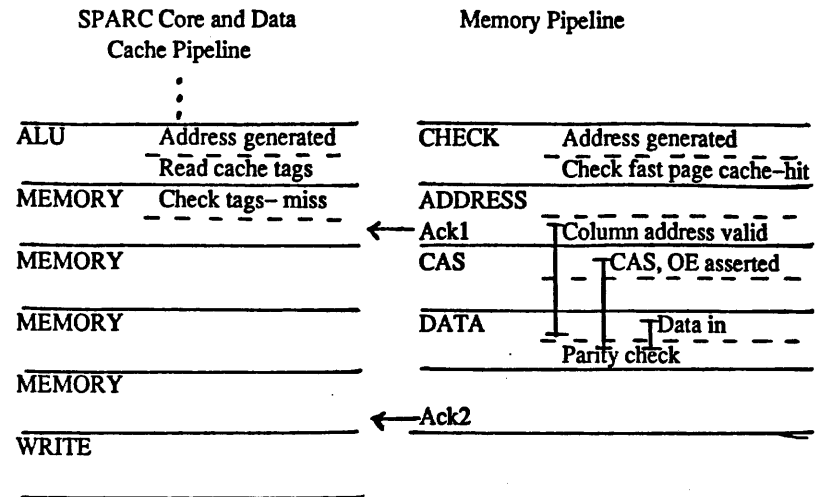 SPARC Core and Data
Cache Pipeline
Memory Pipeline
ALU Address generated
Read cache tags
MEMORY Check tags– miss
MEMORY
MEMORY
MEMORY
WRITE
CHECK Address generated
Check fast page cache–hit
ADDRESS
Ack1 Column address valid
CAS CAS, OE asserted
DATA Data in
Parity check
Ack2